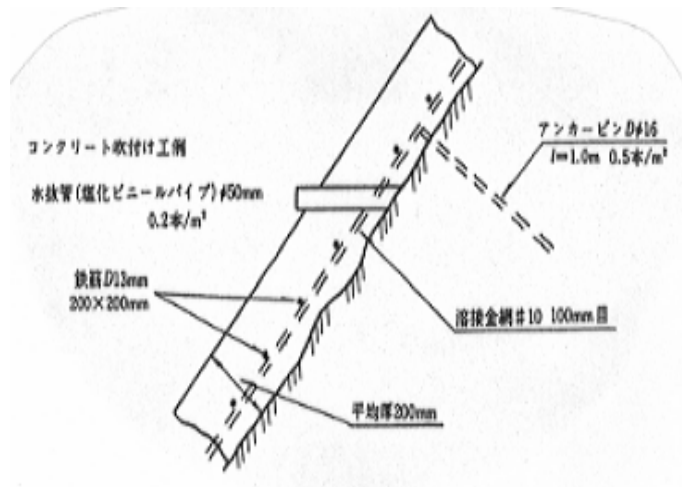 アンカーピンDφ16
l=1.0m 0.5本/m²
コンクリート吹付け工例
水抜管(塩化ビニールパイプ)φ50mm
0.2本/m²
鉄筋D13mm
200×200mm
溶接金網#10 100mm目
平均厚200mm